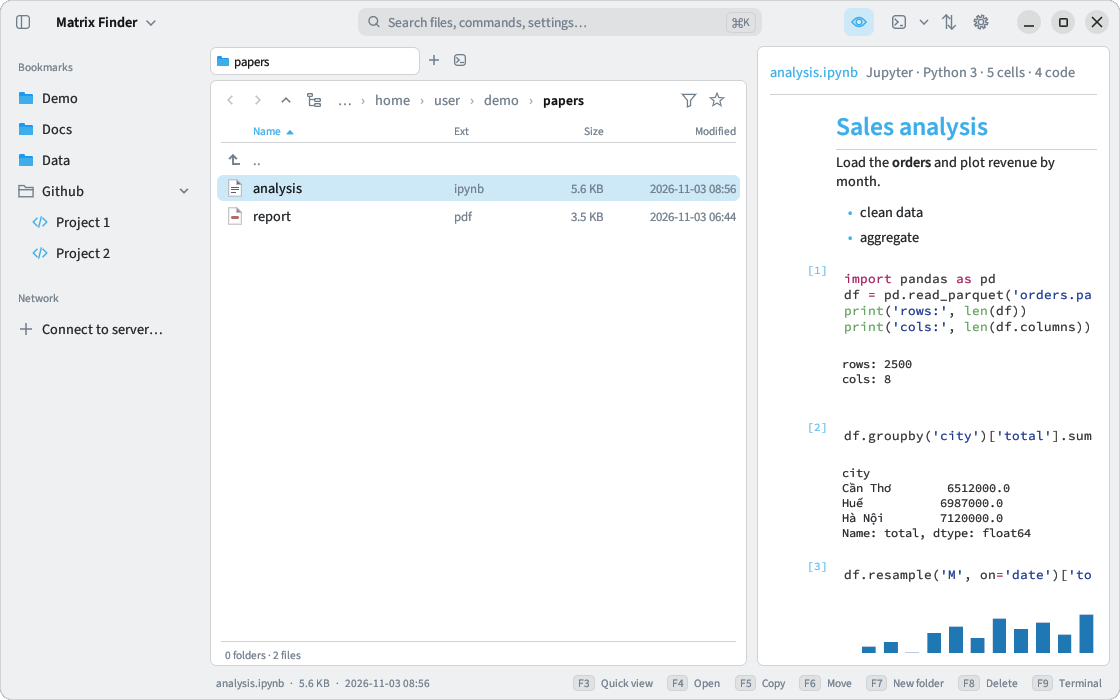 Matrix Finder
Search files, commands, settings…
⌘K
Bookmarks
Demo
Docs
Data
Github
Project 1
Project 2
Network
Connect to server…
papers
… › home › user › demo › papers
Name Ext Size Modified
..
analysis ipynb 5.6 KB 2026-11-03 08:56
report pdf 3.5 KB 2026-11-03 06:44
0 folders · 2 files
analysis.ipynb Jupyter · Python 3 · 5 cells · 4 code
Sales analysis
Load the orders and plot revenue by
month.
• clean data
• aggregate
[1]
import pandas as pd
df = pd.read_parquet('orders.pa
print('rows:', len(df))
print('cols:', len(df.columns))
rows: 2500
cols: 8
[2]
df.groupby('city')['total'].sum
city
Cần Thơ 6512000.0
Huế 6987000.0
Hà Nội 7120000.0
Name: total, dtype: float64
[3]
df.resample('M', on='date')['to
analysis.ipynb · 5.6 KB · 2026-11-03 08:56
F3 Quick view F4 Open F5 Copy F6 Move F7 New folder F8 Delete F9 Terminal